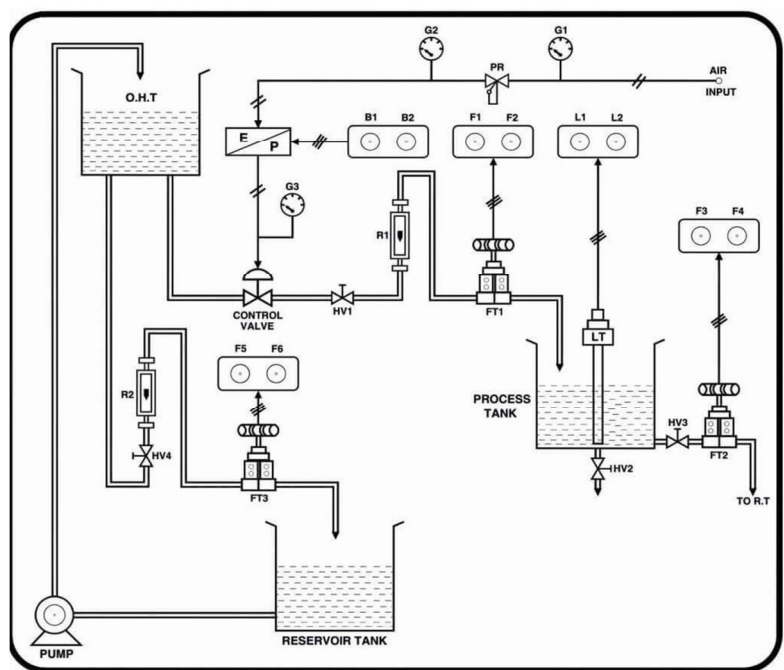 G2
G1
PR
AIR
INPUT
O.H.T
B1 B2
F1 F2
L1 L2
E
P
G3
F3 F4
R1
CONTROL
VALVE
HV1
FT1
F5 F6
LT
PROCESS
TANK
R2
HV3
HV4
FT2
HV2
FT3
TO R.T
RESERVOIR TANK
PUMP